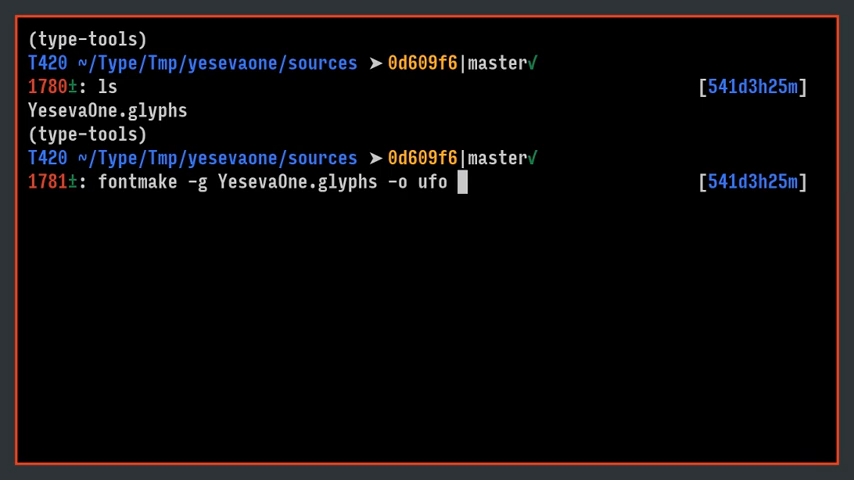 (type-tools)
T420 ~/Type/Tmp/yesevaone/sources ➤ 0d609f6|master✓
1780±: ls [541d3h25m]
YesevaOne.glyphs
(type-tools)
T420 ~/Type/Tmp/yesevaone/sources ➤ 0d609f6|master✓
1781±: fontmake -g YesevaOne.glyphs -o ufo [541d3h25m]